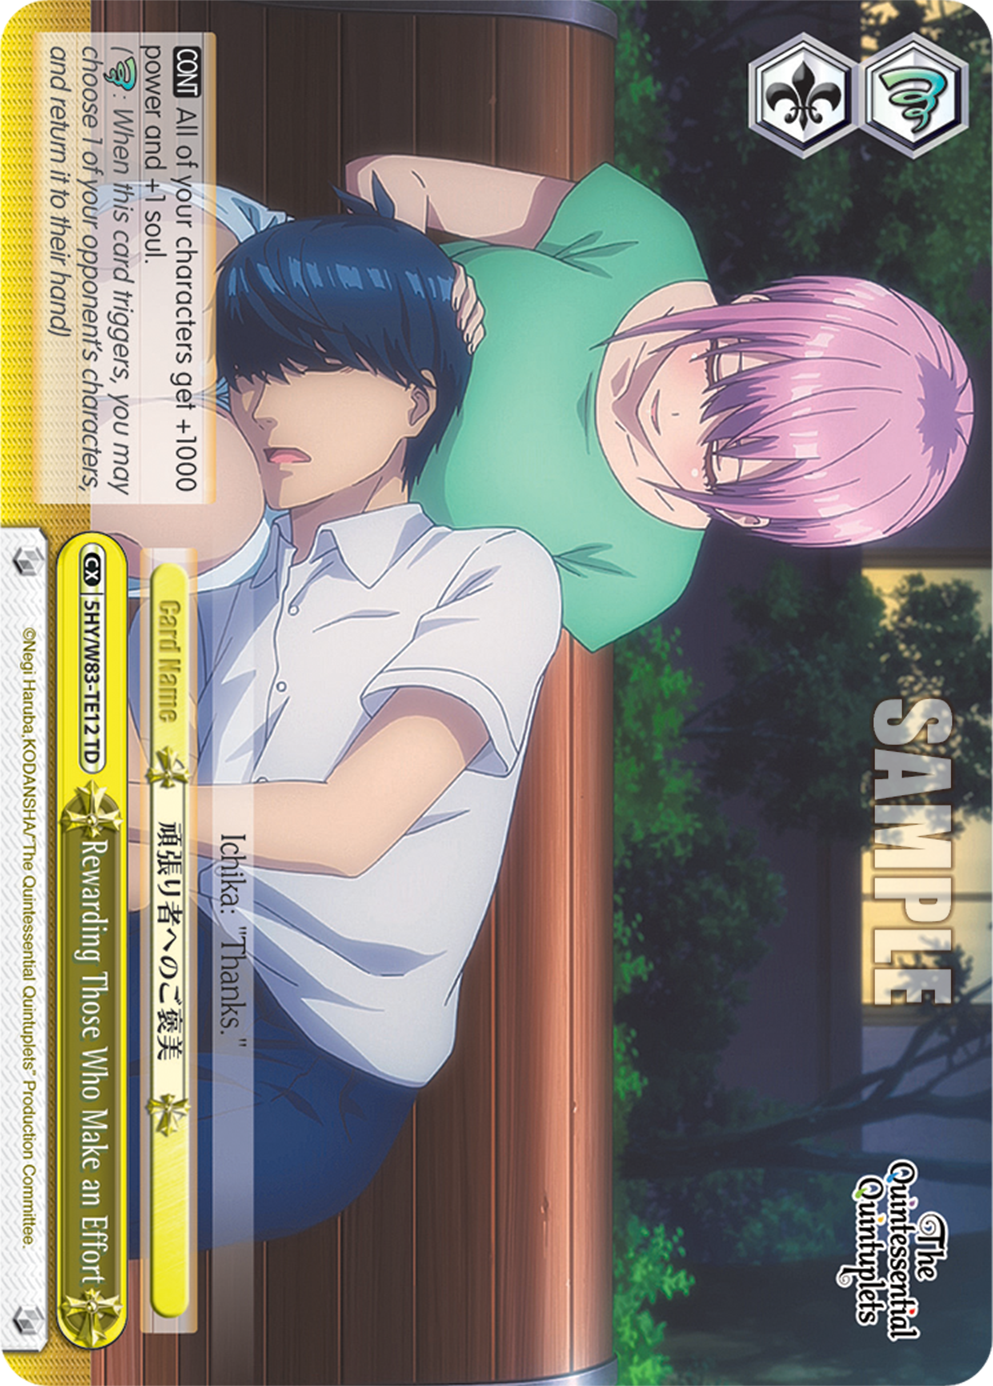 The
Quintessential
Quintuplets
SAMPLE
CONT All of your characters get +1000
power and +1 soul.
( : When this card triggers, you may
choose 1 of your opponent's characters,
and return it to their hand)
Ichika: "Thanks."
Card Name 頑張り者へのご褒美
CX 5HY/W83-TE12 TD Rewarding Those Who Make an Effort
©Negi Haruba,KODANSHA/"The Quintessential Quintuplets" Production Committee.